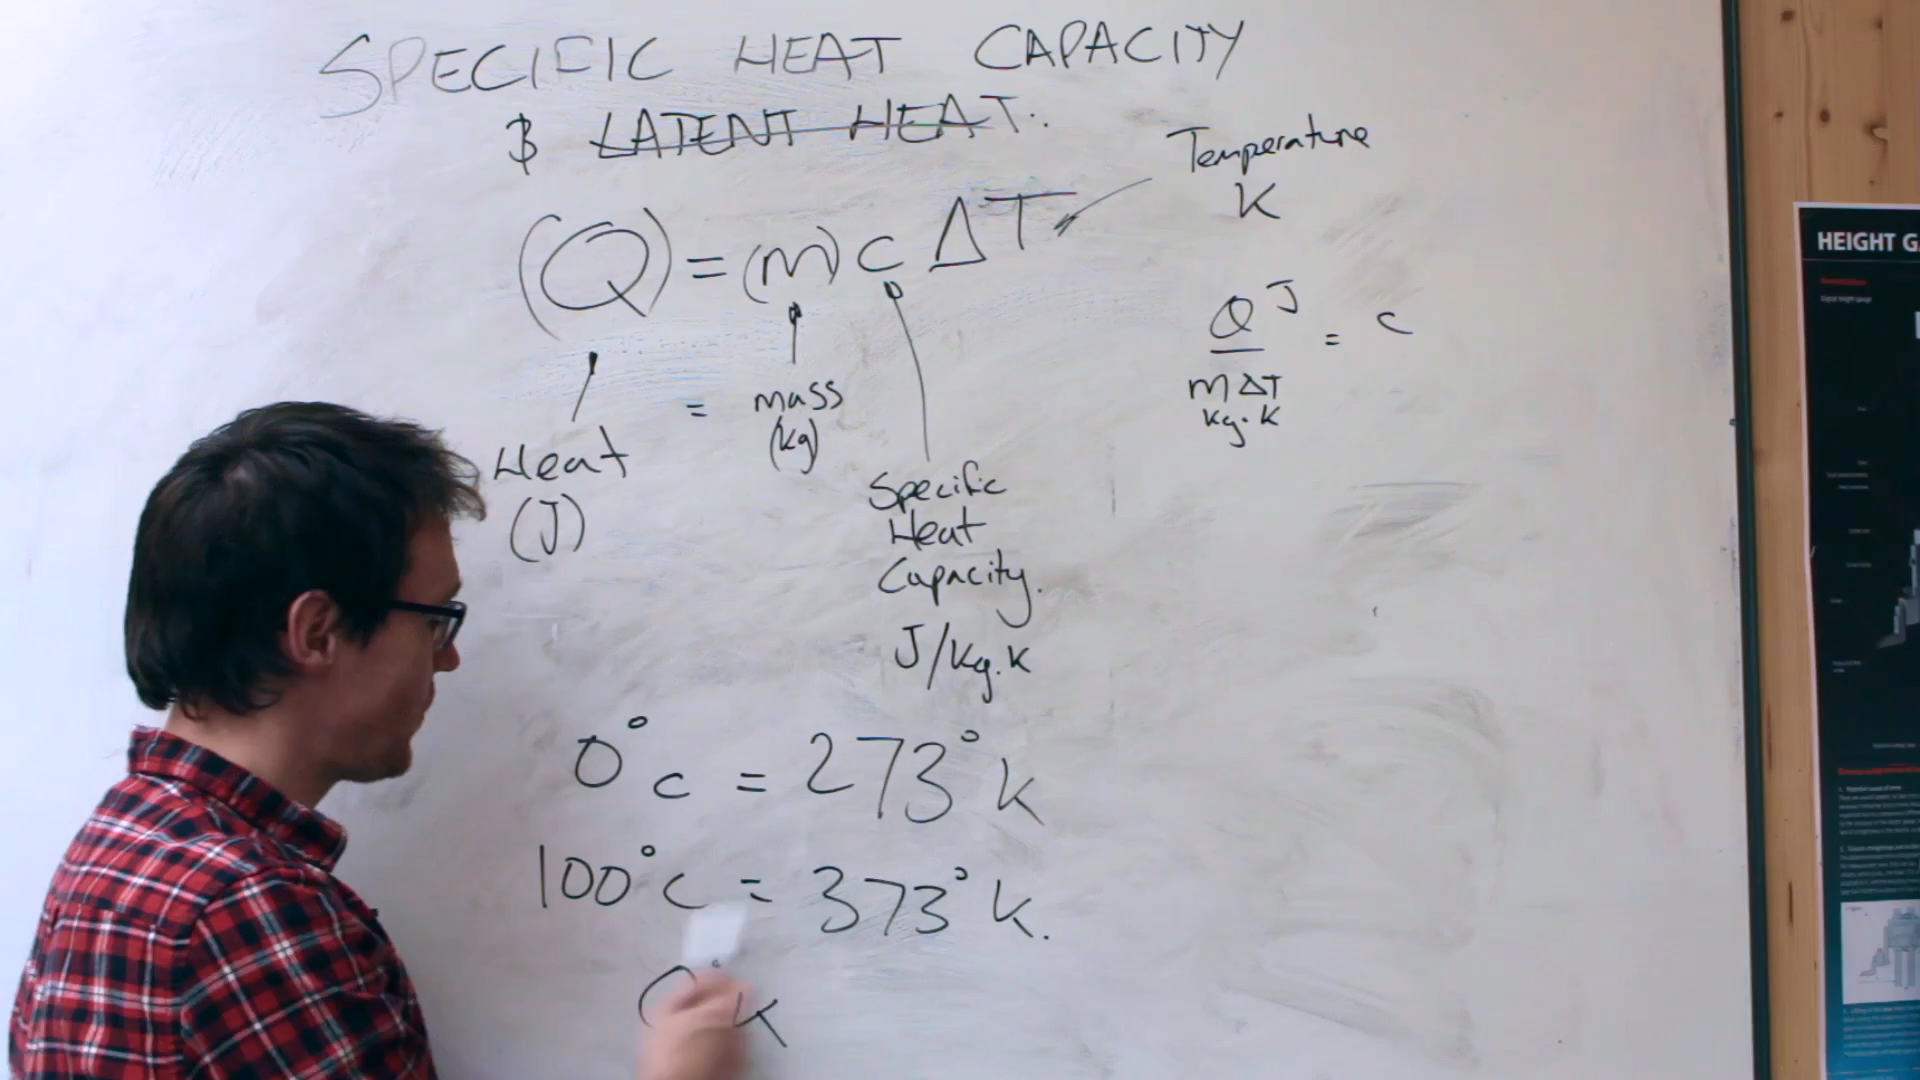 SPECIFIC HEAT CAPACITY
& LATENT HEAT.
Temperature
K
(Q) = (m) c ΔT
Q J
m ΔT
kg. K
= c
Heat
(J)
=
mass
(kg)
Specific
Heat
Capacity.
J/kg.K
0°c = 273° K
100°c = 373° K.
0°K
HEIGHT G